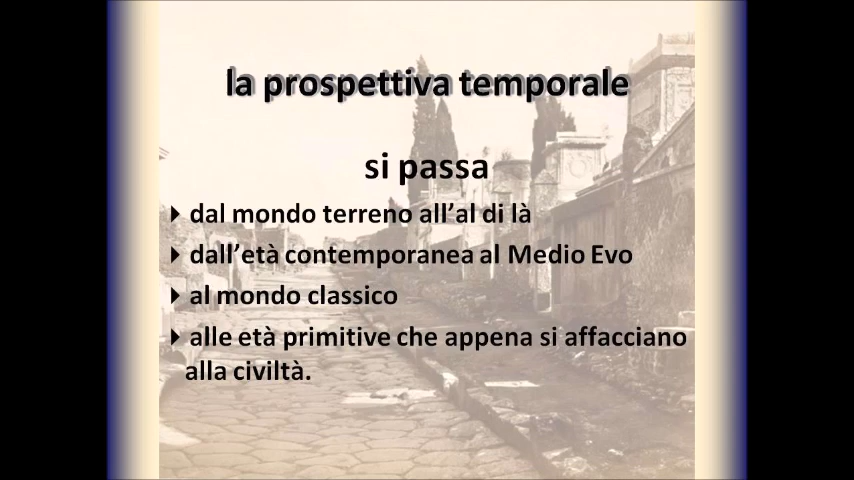 la prospettiva temporale
si passa
dal mondo terreno all'al di là
dall'età contemporanea al Medio Evo
al mondo classico
alle età primitive che appena si affacciano
alla civiltà.